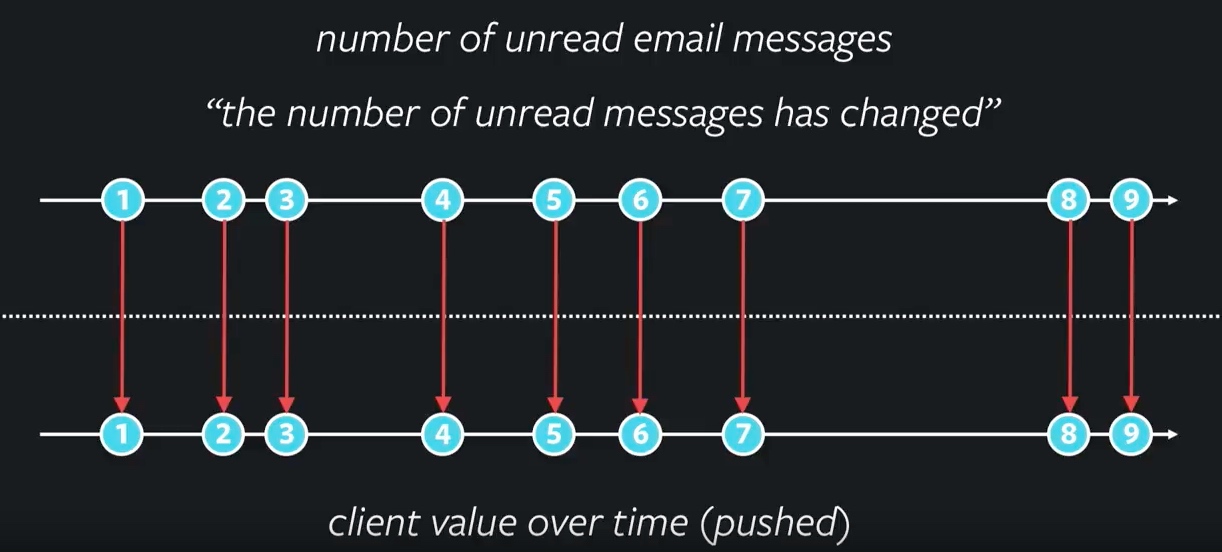 number of unread email messages
“the number of unread messages has changed”
1 2 3 4 5 6 7 8 9
1 2 3 4 5 6 7 8 9
client value over time (pushed)